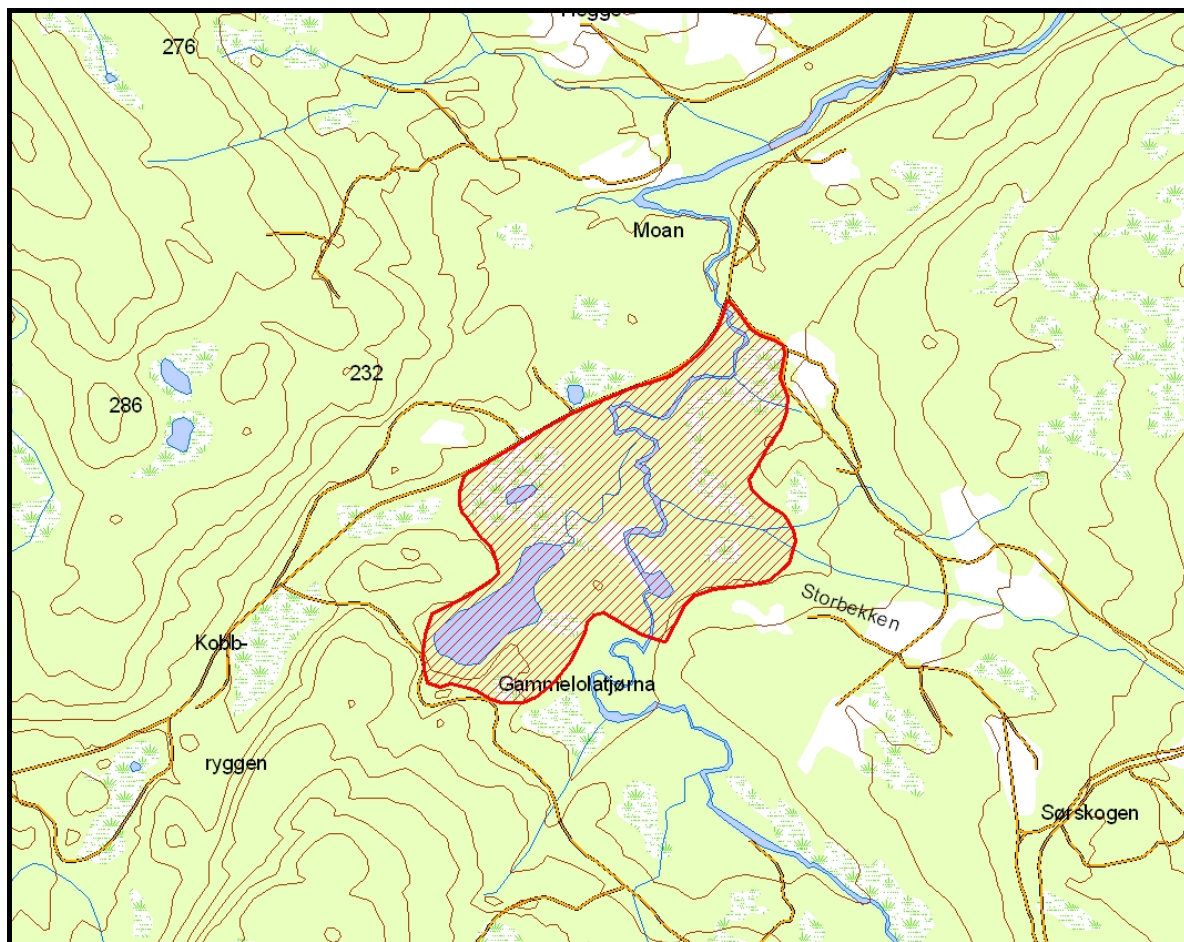 276
Moan
232
286
Storbekken
Kobb-
Gammelolatjørna
ryggen
Sørskogen